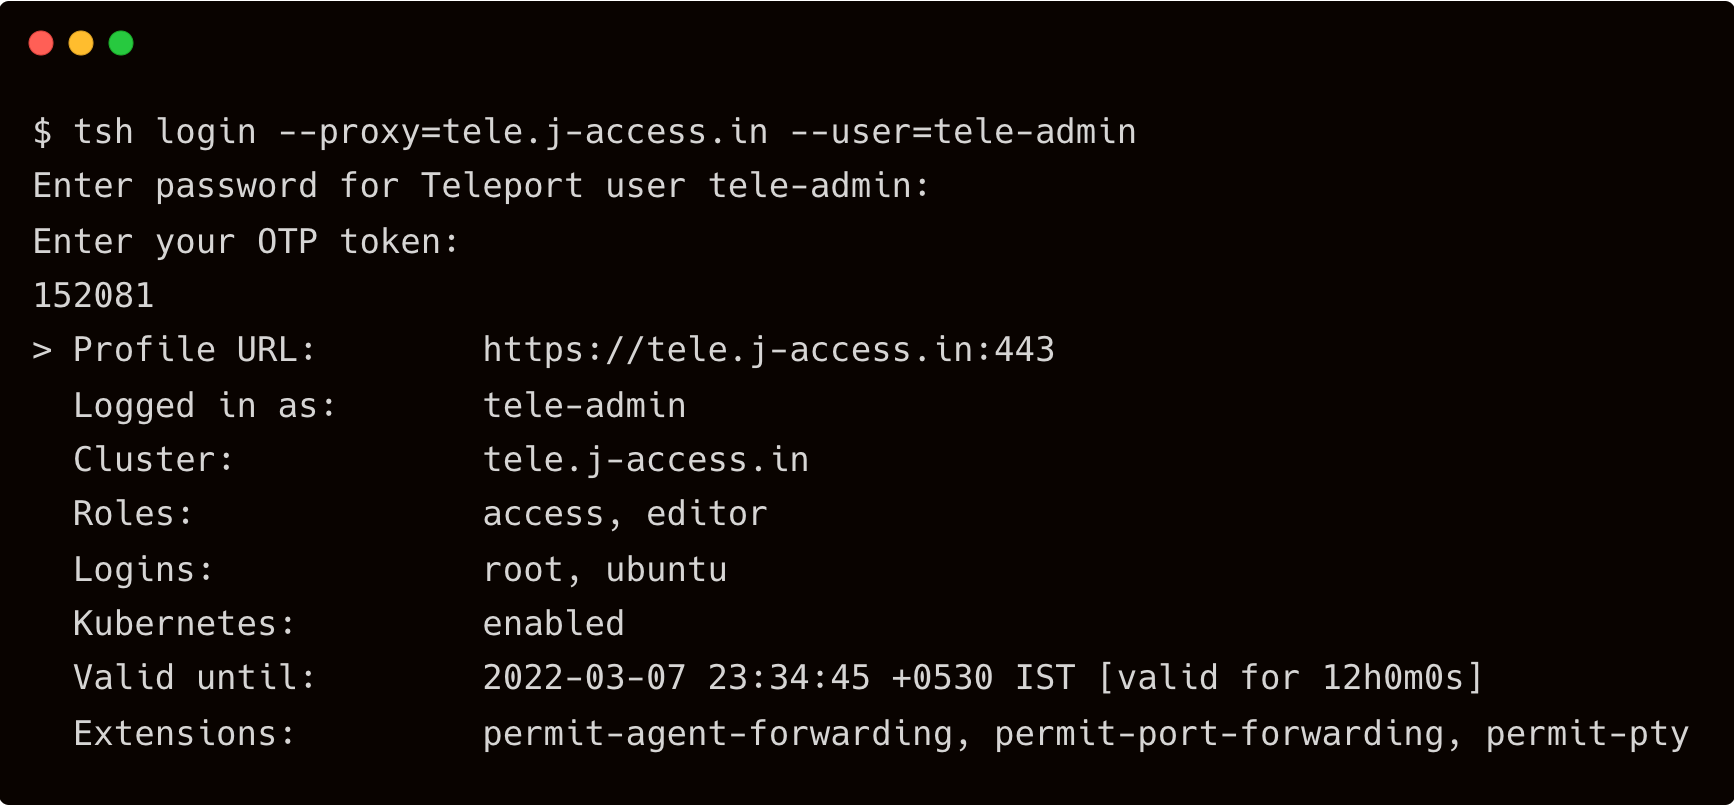 $ tsh login --proxy=tele.j-access.in --user=tele-admin
Enter password for Teleport user tele-admin:
Enter your OTP token:
152081
> Profile URL:        https://tele.j-access.in:443
  Logged in as:       tele-admin
  Cluster:            tele.j-access.in
  Roles:              access, editor
  Logins:             root, ubuntu
  Kubernetes:         enabled
  Valid until:        2022-03-07 23:34:45 +0530 IST [valid for 12h0m0s]
  Extensions:         permit-agent-forwarding, permit-port-forwarding, permit-pty